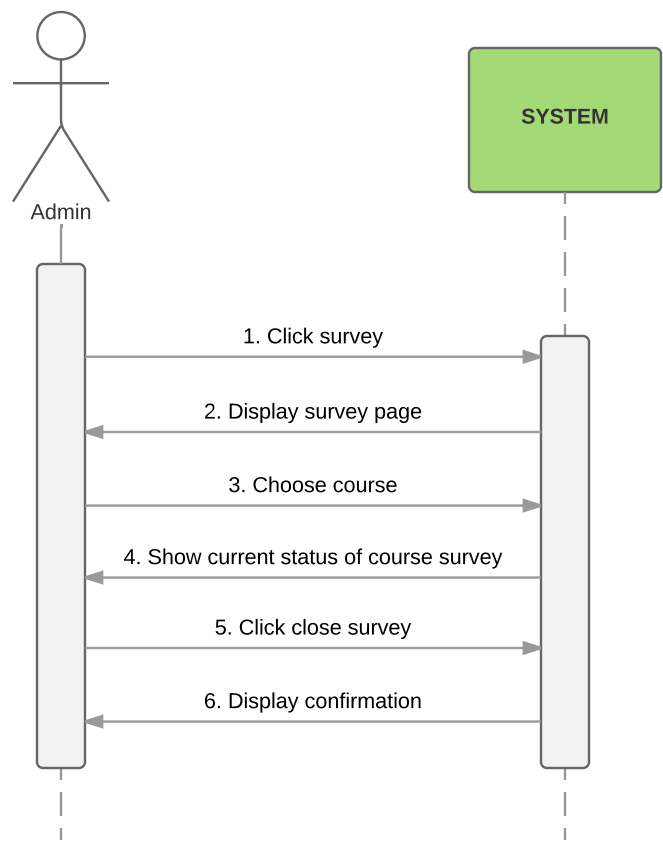 SYSTEM
Admin
1. Click survey
2. Display survey page
3. Choose course
4. Show current status of course survey
5. Click close survey
6. Display confirmation